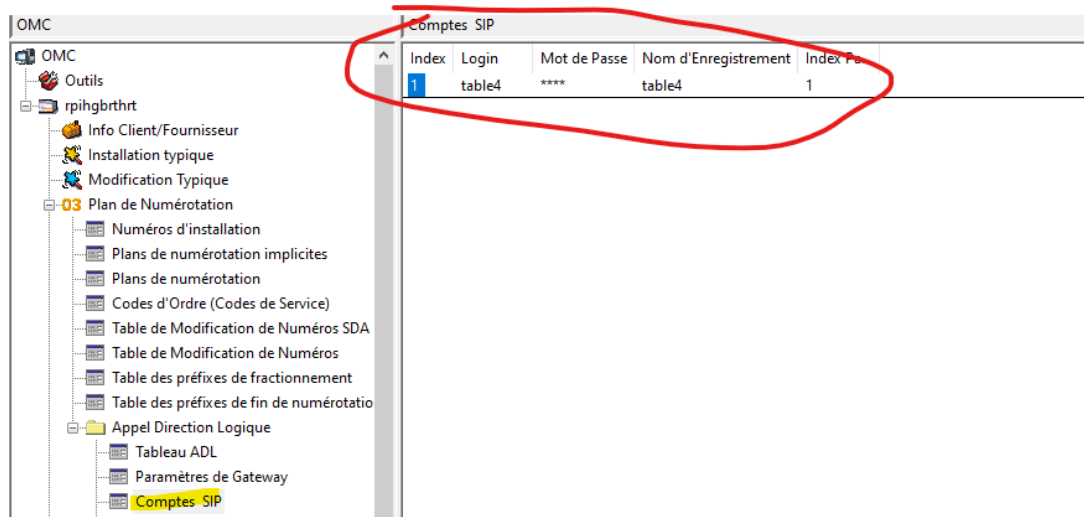 OMC
OMC
Outils
rpihgbrthrt
Info Client/Fournisseur
Installation typique
Modification Typique
03 Plan de Numérotation
Numéros d'installation
Plans de numérotation implicites
Plans de numérotation
Codes d'Ordre (Codes de Service)
Table de Modification de Numéros SDA
Table de Modification de Numéros
Table des préfixes de fractionnement
Table des préfixes de fin de numérotatio
Appel Direction Logique
Tableau ADL
Paramètres de Gateway
Comptes SIP
Comptes SIP
Index Login Mot de Passe Nom d'Enregistrement Index Pa
1 table4 **** table4 1